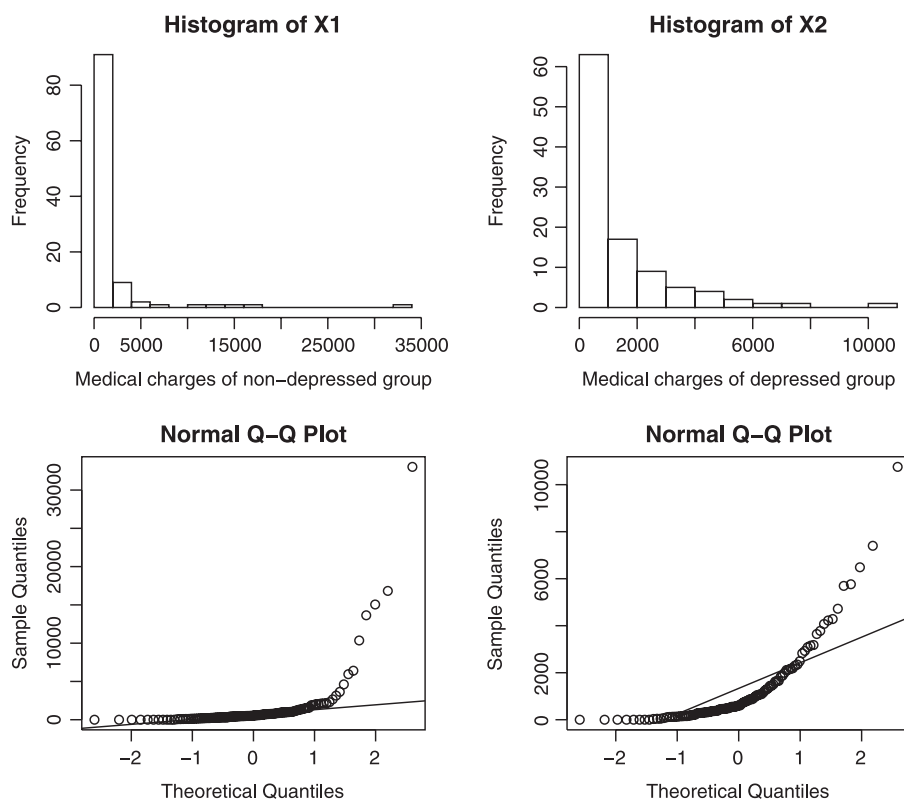 Histogram of X1
Frequency
0 20 40 60 80
0 5000 15000 25000 35000
Medical charges of non-depressed group
Histogram of X2
Frequency
0 10 20 30 40 50 60
0 2000 6000 10000
Medical charges of depressed group
Normal Q-Q Plot
Sample Quantiles
0 10000 20000 30000
-2 -1 0 1 2
Theoretical Quantiles
Normal Q-Q Plot
Sample Quantiles
0 2000 6000 10000
-2 -1 0 1 2
Theoretical Quantiles